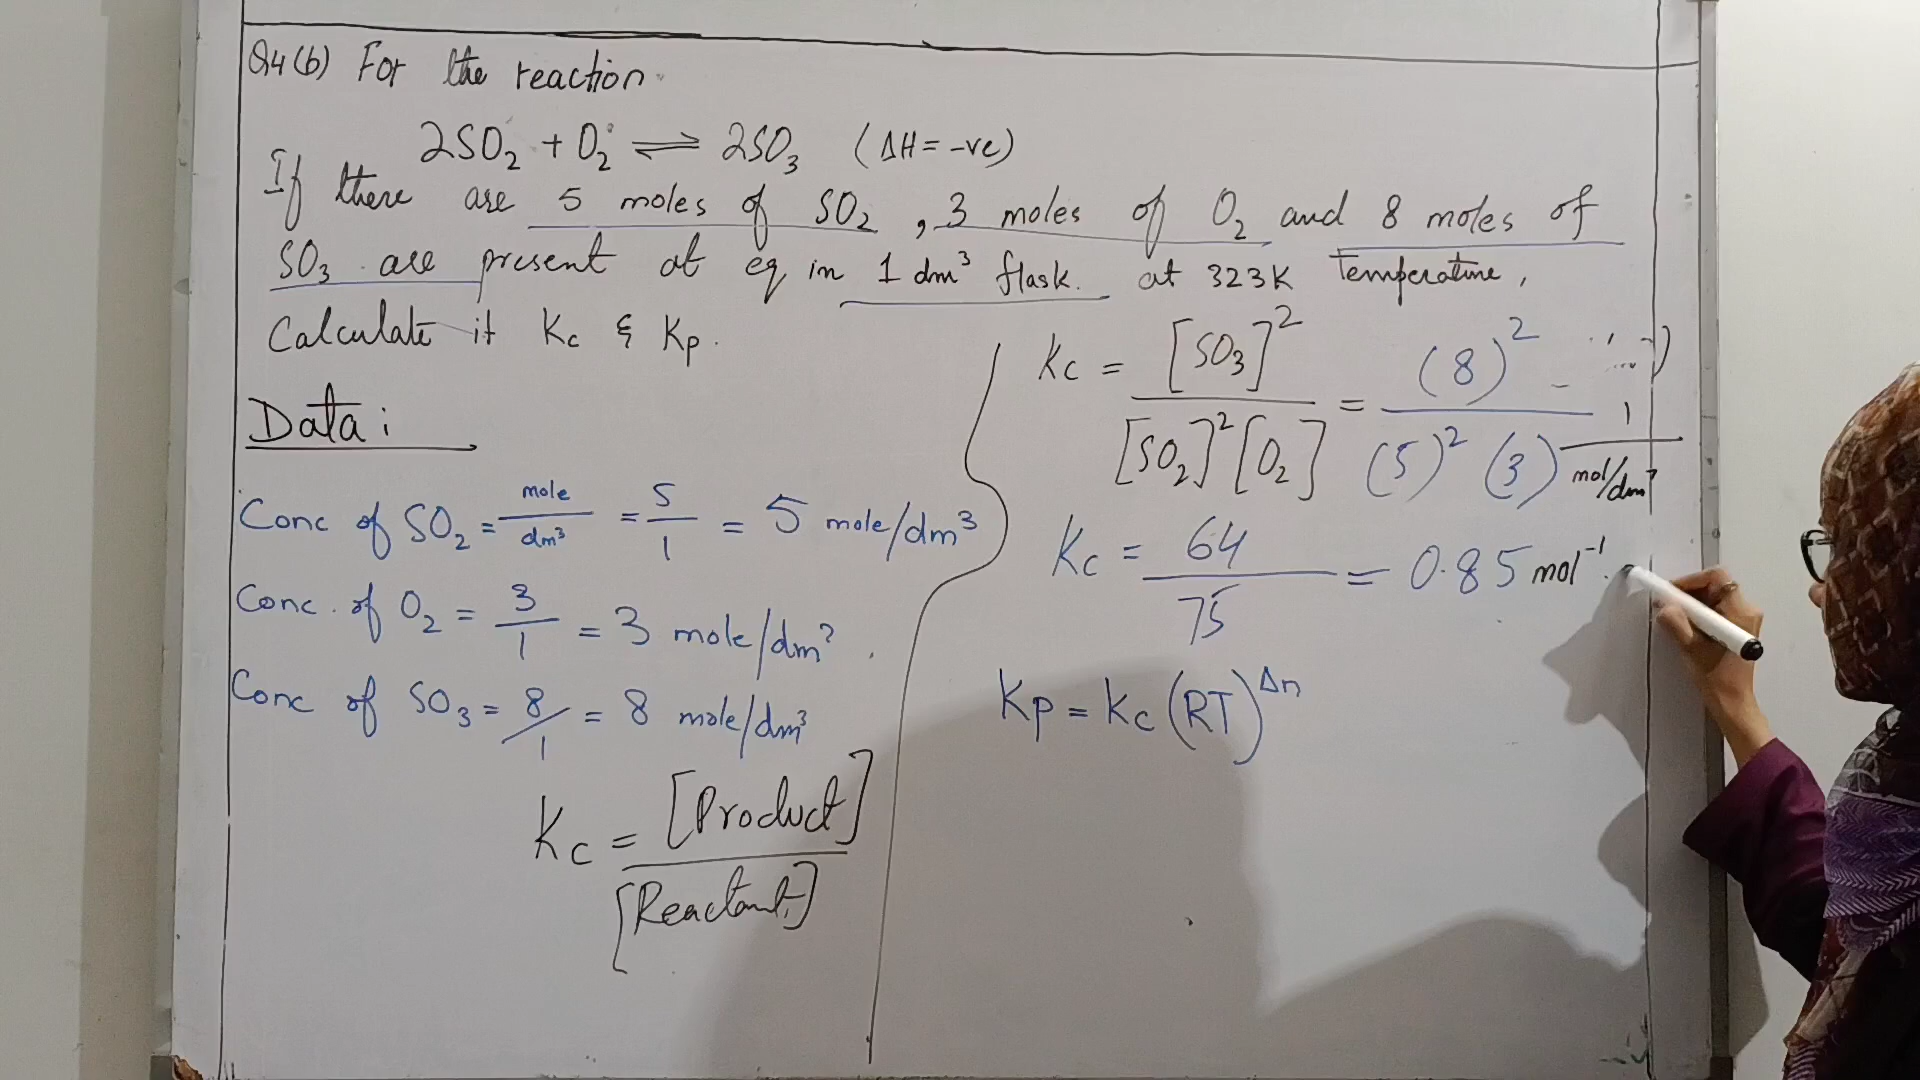 Q4(b) For the reaction
2SO₂ + O₂ ⇌ 2SO₃ (ΔH = -ve)
If there are 5 moles of SO₂, 3 moles of O₂ and 8 moles of
SO₃ are present at eq in 1 dm³ flask. at 323K Temperature,
Calculate it Kc & Kp.
Data:
Conc of SO₂ = mole/dm³ = 5/1 = 5 mole/dm³
Conc. of O₂ = 3/1 = 3 mole/dm³
Conc of SO₃ = 8/1 = 8 mole/dm³
Kc = [Product]/[Reactant]
Kc = [SO₃]²/[SO₂]²[O₂] = (8)²/(5)²(3) 1/mol/dm³
Kc = 64/75 = 0.85 mol⁻¹.
Kp = Kc (RT)^Δn